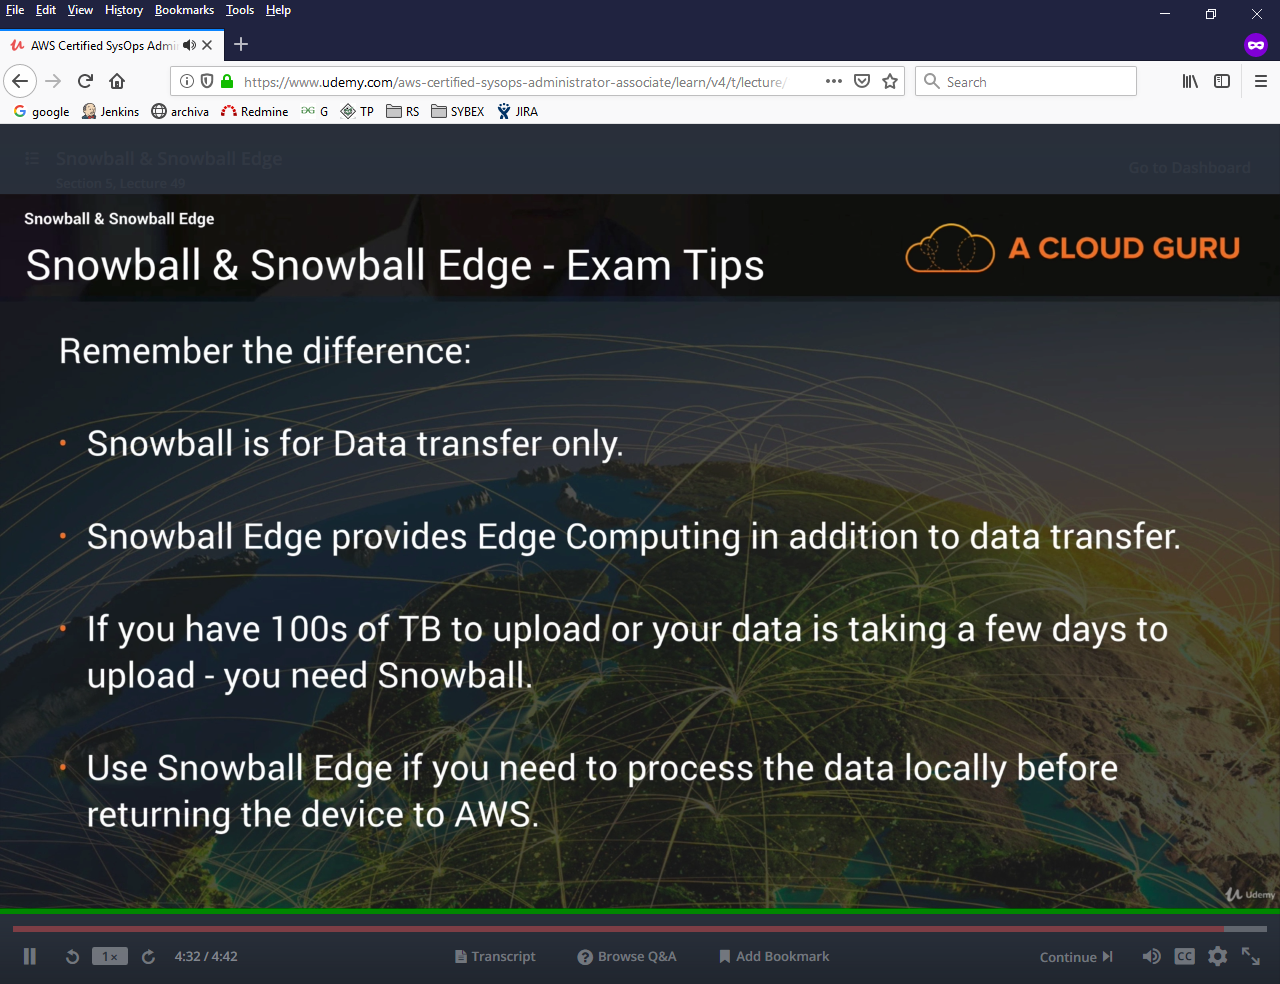 File Edit View History Bookmarks Tools Help
AWS Certified SysOps Admi
https://www.udemy.com/aws-certified-sysops-administrator-associate/learn/v4/t/lecture/
Search
google Jenkins archiva Redmine G TP RS SYBEX JIRA
Snowball & Snowball Edge
Go to Dashboard
Section 5, Lecture 49
Snowball & Snowball Edge
Snowball & Snowball Edge - Exam Tips
A CLOUD GURU
Remember the difference:
• Snowball is for Data transfer only.
• Snowball Edge provides Edge Computing in addition to data transfer.
• If you have 100s of TB to upload or your data is taking a few days to
upload - you need Snowball.
• Use Snowball Edge if you need to process the data locally before
returning the device to AWS.
Udemy
1× 4:32 / 4:42 Transcript Browse Q&A Add Bookmark Continue CC